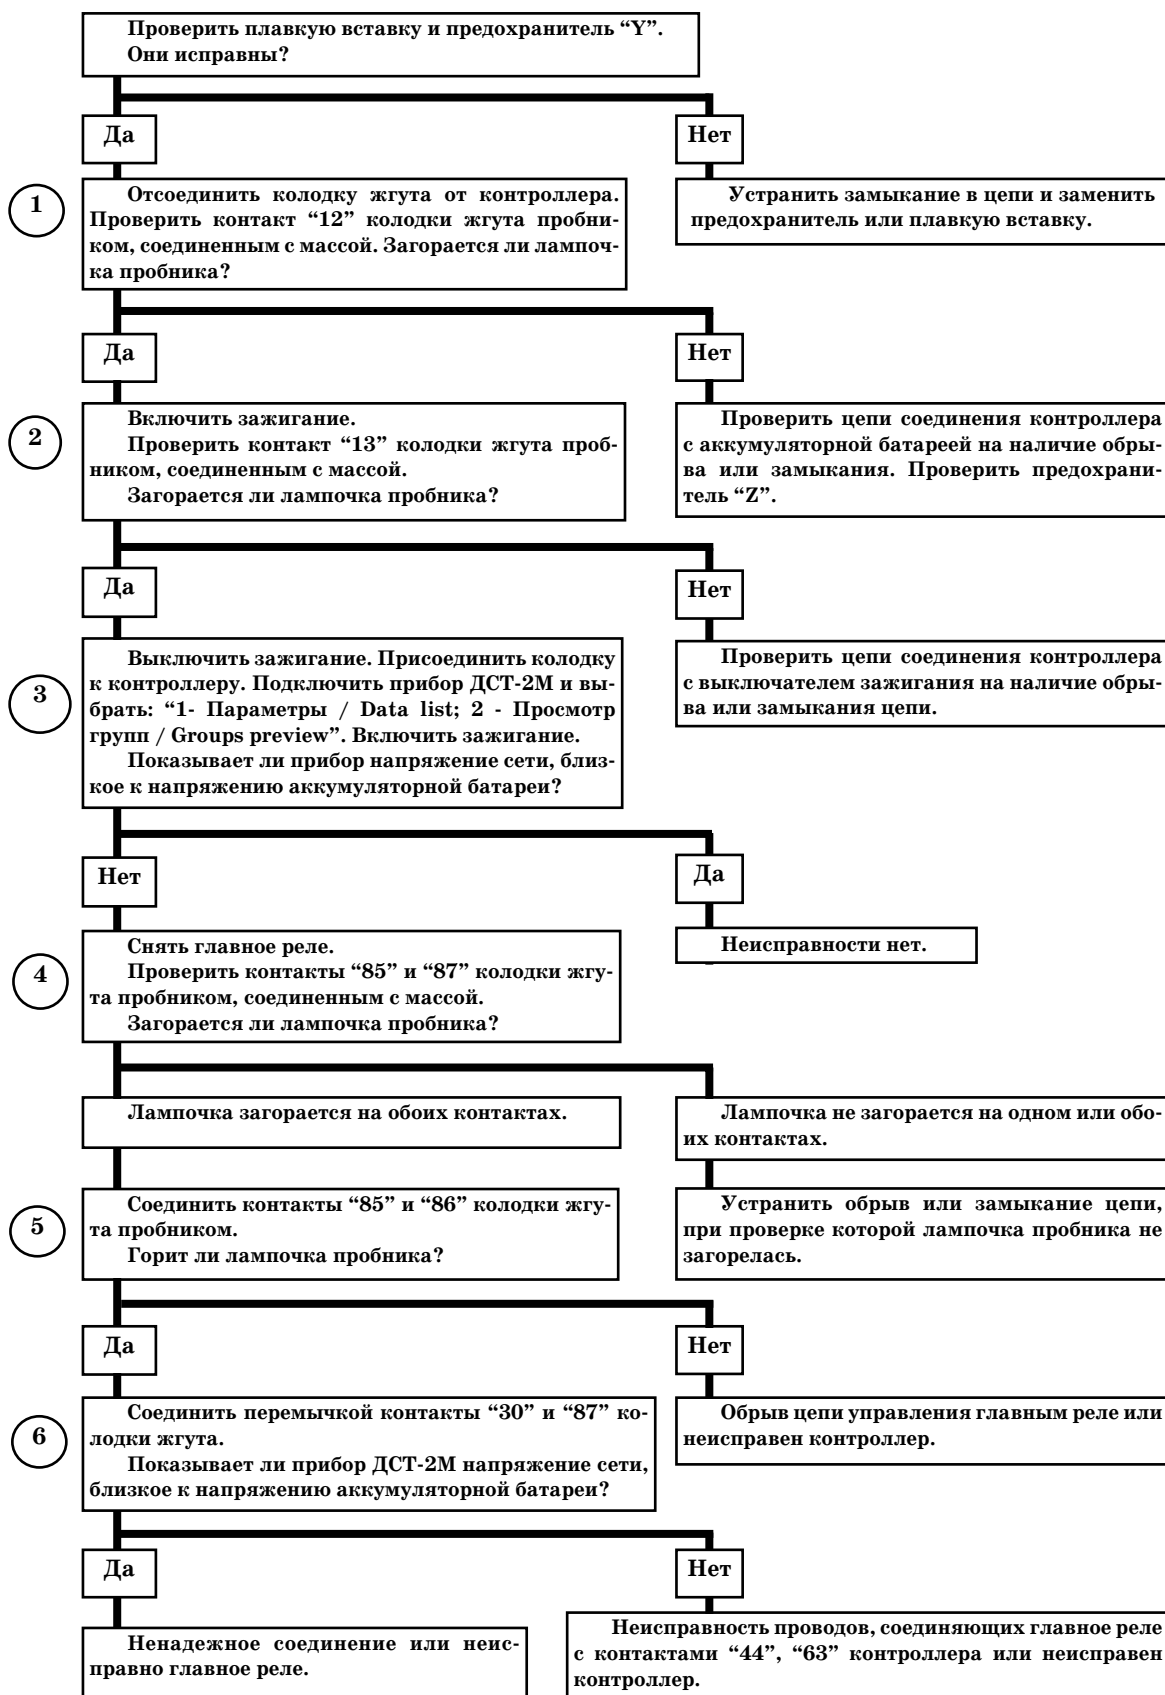 Проверить плавкую вставку и предохранитель “Y”.
Они исправны?
Да
Нет
1
Отсоединить колодку жгута от контроллера.
Проверить контакт “12” колодки жгута пробни-
ком, соединенным с массой. Загорается ли лампоч-
ка пробника?
Устранить замыкание в цепи и заменить
предохранитель или плавкую вставку.
Да
Нет
2
Включить зажигание.
Проверить контакт “13” колодки жгута проб-
ником, соединенным с массой.
Загорается ли лампочка пробника?
Проверить цепи соединения контроллера
с аккумуляторной батареей на наличие обры-
ва или замыкания. Проверить предохрани-
тель “Z”.
Да
Нет
3
Выключить зажигание. Присоединить колодку
к контроллеру. Подключить прибор ДСТ-2М и вы-
брать: “1- Параметры / Data list; 2 - Просмотр
групп / Groups preview”. Включить зажигание.
Показывает ли прибор напряжение сети, близ-
кое к напряжению аккумуляторной батареи?
Проверить цепи соединения контроллера
с выключателем зажигания на наличие обры-
ва или замыкания цепи.
Нет
Да
4
Снять главное реле.
Проверить контакты “85” и “87” колодки жгу-
та пробником, соединенным с массой.
Загорается ли лампочка пробника?
Неисправности нет.
Лампочка загорается на обоих контактах.
Лампочка не загорается на одном или обо-
их контактах.
5
Соединить контакты “85” и “86” колодки жгу-
та пробником.
Горит ли лампочка пробника?
Устранить обрыв или замыкание цепи,
при проверке которой лампочка пробника не
загорелась.
Да
Нет
6
Соединить перемычкой контакты “30” и “87” ко-
лодки жгута.
Показывает ли прибор ДСТ-2М напряжение сети,
близкое к напряжению аккумуляторной батареи?
Обрыв цепи управления главным реле или
неисправен контроллер.
Да
Нет
Ненадежное соединение или неис-
правно главное реле.
Неисправность проводов, соединяющих главное реле
с контактами “44”, “63” контроллера или неисправен
контроллер.